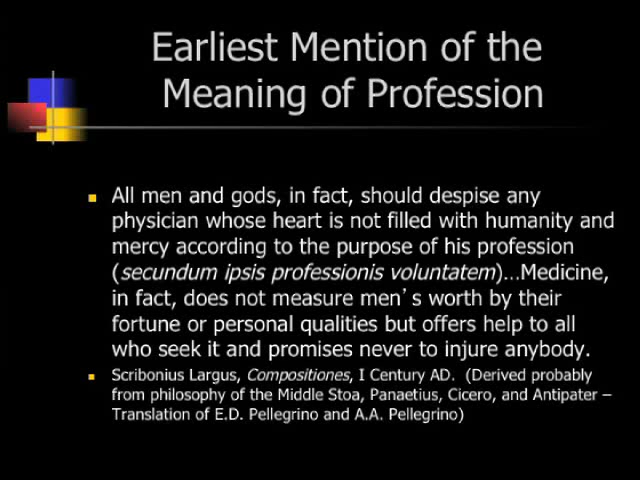 Earliest Mention of the
Meaning of Profession
All men and gods, in fact, should despise any
physician whose heart is not filled with humanity and
mercy according to the purpose of his profession
(secundum ipsis professionis voluntatem)…Medicine,
in fact, does not measure men’s worth by their
fortune or personal qualities but offers help to all
who seek it and promises never to injure anybody.
Scribonius Largus, Compositiones, I Century AD. (Derived probably
from philosophy of the Middle Stoa, Panaetius, Cicero, and Antipater –
Translation of E.D. Pellegrino and A.A. Pellegrino)